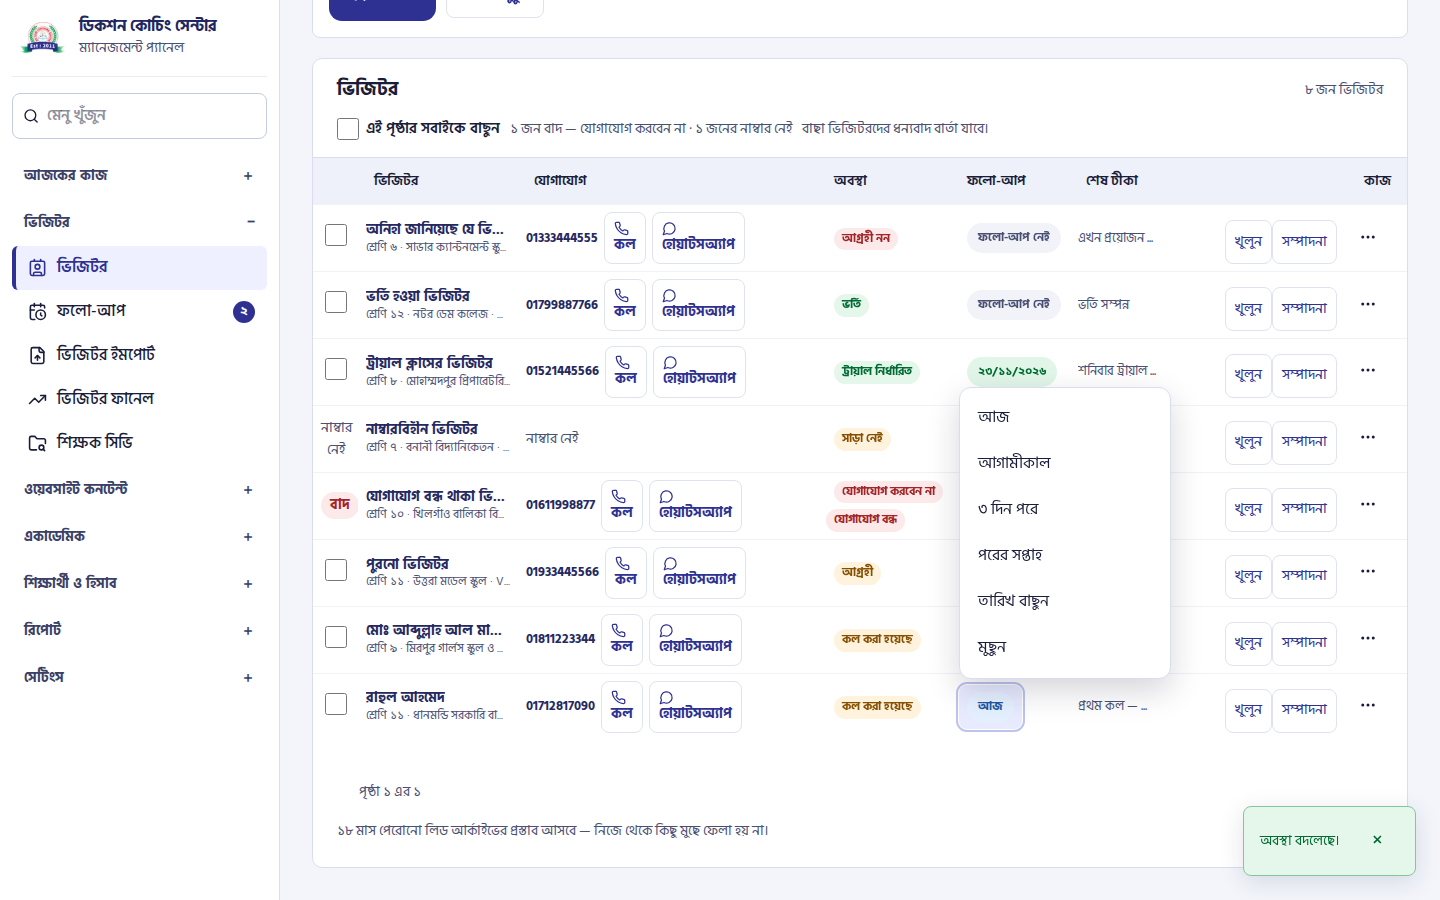 ডিকশন কোচিং সেন্টার
ম্যানেজমেন্ট প্যানেল
Est : 2011
মেনু খুঁজুন
আজকের কাজ +
ভিজিটর −
ভিজিটর
ফলো-আপ ২
ভিজিটর ইমপোর্ট
ভিজিটর ফানেল
শিক্ষক সিভি
ওয়েবসাইট কনটেন্ট +
একাডেমিক +
শিক্ষার্থী ও হিসাব +
রিপোর্ট +
সেটিংস +
ভিজিটর
৮ জন ভিজিটর
এই পৃষ্ঠার সবাইকে বাছুন ১ জন বাদ — যোগাযোগ করবেন না · ১ জনের নাম্বার নেই বাছা ভিজিটরদের ধন্যবাদ বার্তা যাবে।
ভিজিটর যোগাযোগ অবস্থা ফলো-আপ শেষ টীকা কাজ
অনিহা জানিয়েছে যে ভি...
শ্রেণি ৬ · সাভার ক্যান্টনমেন্ট স্কু...
01333444555 কল হোয়াটসঅ্যাপ আগ্রহী নন ফলো-আপ নেই এখন প্রয়োজন ... খুলুন সম্পাদনা ...
ভর্তি হওয়া ভিজিটর
শ্রেণি ১২ · নটর ডেম কলেজ · ...
01799887766 কল হোয়াটসঅ্যাপ ভর্তি ফলো-আপ নেই ভর্তি সম্পন্ন খুলুন সম্পাদনা ...
ট্রায়াল ক্লাসের ভিজিটর
শ্রেণি ৮ · মোহাম্মদপুর প্রিপারেটরি...
01521445566 কল হোয়াটসঅ্যাপ ট্রায়াল নির্ধারিত ২৩/১১/২০২৬ শনিবার ট্রায়াল ... খুলুন সম্পাদনা ...
নাম্বার নেই
নাম্বারবিহীন ভিজিটর
শ্রেণি ৭ · বনানী বিদ্যানিকেতন · ...
নাম্বার নেই সাড়া নেই খুলুন সম্পাদনা ...
বাদ
যোগাযোগ বন্ধ থাকা ভি...
শ্রেণি ১০ · খিলগাঁও বালিকা বি...
01611998877 কল হোয়াটসঅ্যাপ যোগাযোগ করবেন না
যোগাযোগ বন্ধ
খুলুন সম্পাদনা ...
পুরনো ভিজিটর
শ্রেণি ১১ · উত্তরা মডেল স্কুল · V...
01933445566 কল হোয়াটসঅ্যাপ আগ্রহী খুলুন সম্পাদনা ...
মোঃ আব্দুল্লাহ আল মা...
শ্রেণি ৯ · মিরপুর গার্লস স্কুল ও ...
01811223344 কল হোয়াটসঅ্যাপ কল করা হয়েছে খুলুন সম্পাদনা ...
রাহুল আহমেদ
শ্রেণি ১১ · ধানমন্ডি সরকারি বা...
01712817090 কল হোয়াটসঅ্যাপ কল করা হয়েছে আজ প্রথম কল — ... খুলুন সম্পাদনা ...
আজ
আগামীকাল
৩ দিন পরে
পরের সপ্তাহ
তারিখ বাছুন
মুছুন
পৃষ্ঠা ১ এর ১
১৮ মাস পেরোনো লিড আর্কাইভের প্রস্তাব আসবে — নিজে থেকে কিছু মুছে ফেলা হয় না।
অবস্থা বদলেছে। ×